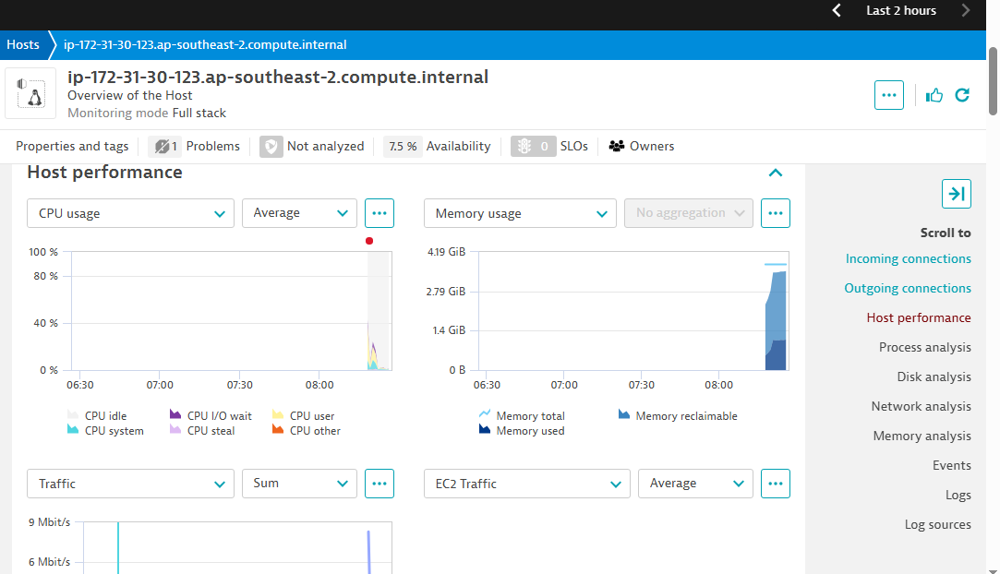 Last 2 hours
Hosts ip-172-31-30-123.ap-southeast-2.compute.internal
ip-172-31-30-123.ap-southeast-2.compute.internal
Overview of the Host
Monitoring mode Full stack
Properties and tags 1 Problems Not analyzed 7.5 % Availability 0 SLOs Owners
Host performance
CPU usage Average ... Memory usage No aggregation ...
100 %
80 %
40 %
0 %
06:30 07:00 07:30 08:00
CPU idle CPU I/O wait CPU user
CPU system CPU steal CPU other
4.19 GiB
2.79 GiB
1.4 GiB
0 B
06:30 07:00 07:30 08:00
Memory total Memory reclaimable
Memory used
Traffic Sum ... EC2 Traffic Average ...
9 Mbit/s
6 Mbit/s
Scroll to
Incoming connections
Outgoing connections
Host performance
Process analysis
Disk analysis
Network analysis
Memory analysis
Events
Logs
Log sources